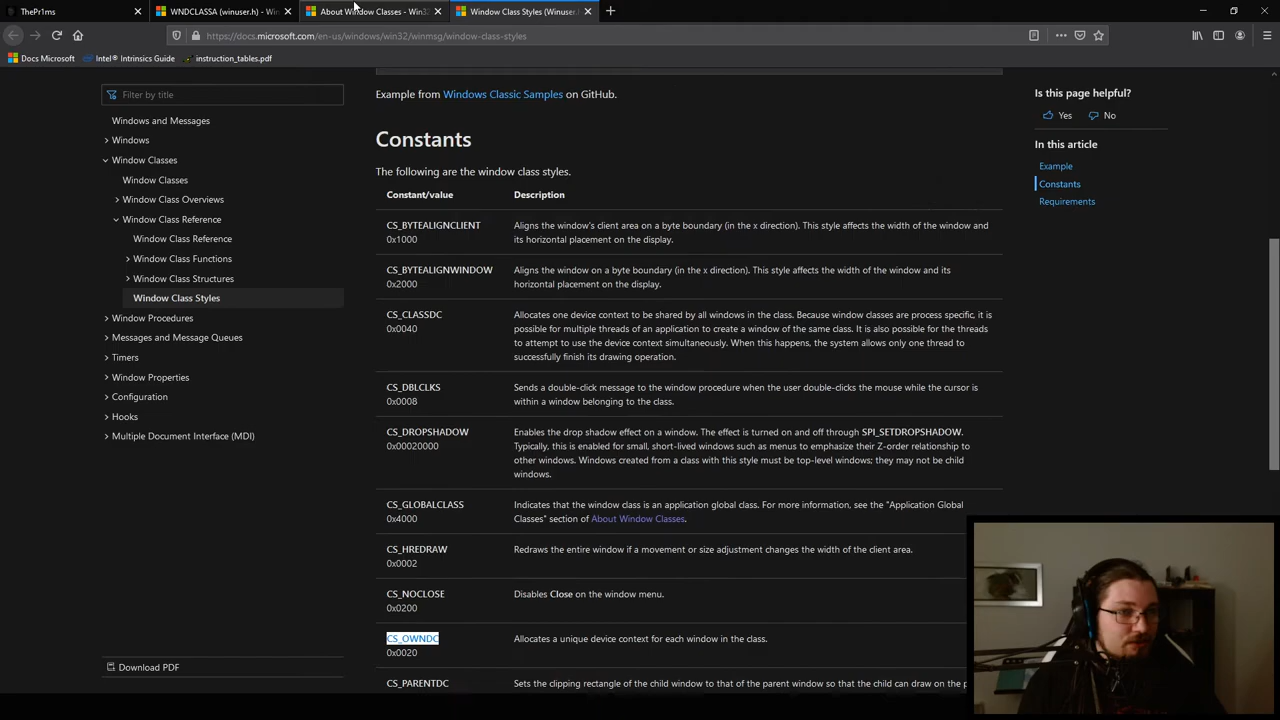 ThePr1ms
WNDCLASSA (winuser.h) - Win
About Window Classes - Win32
Window Class Styles (Winuser.
https://docs.microsoft.com/en-us/windows/win32/winmsg/window-class-styles
Docs Microsoft
Intel® Intrinsics Guide
instruction_tables.pdf
Filter by title
Windows and Messages
Windows
Window Classes
Window Classes
Window Class Overviews
Window Class Reference
Window Class Reference
Window Class Functions
Window Class Structures
Window Class Styles
Window Procedures
Messages and Message Queues
Timers
Window Properties
Configuration
Hooks
Multiple Document Interface (MDI)
Download PDF
Example from Windows Classic Samples on GitHub.
Constants
The following are the window class styles.
Constant/value Description
CS_BYTEALIGNCLIENT
0x1000
Aligns the window's client area on a byte boundary (in the x direction). This style affects the width of the window and
its horizontal placement on the display.
CS_BYTEALIGNWINDOW
0x2000
Aligns the window on a byte boundary (in the x direction). This style affects the width of the window and its
horizontal placement on the display.
CS_CLASSDC
0x0040
Allocates one device context to be shared by all windows in the class. Because window classes are process specific, it is
possible for multiple threads of an application to create a window of the same class. It is also possible for the threads
to attempt to use the device context simultaneously. When this happens, the system allows only one thread to
successfully finish its drawing operation.
CS_DBLCLKS
0x0008
Sends a double-click message to the window procedure when the user double-clicks the mouse while the cursor is
within a window belonging to the class.
CS_DROPSHADOW
0x00020000
Enables the drop shadow effect on a window. The effect is turned on and off through SPI_SETDROPSHADOW.
Typically, this is enabled for small, short-lived windows such as menus to emphasize their Z-order relationship to
other windows. Windows created from a class with this style must be top-level windows; they may not be child
windows.
CS_GLOBALCLASS
0x4000
Indicates that the window class is an application global class. For more information, see the "Application Global
Classes" section of About Window Classes.
CS_HREDRAW
0x0002
Redraws the entire window if a movement or size adjustment changes the width of the client area.
CS_NOCLOSE
0x0200
Disables Close on the window menu.
CS_OWNDC
0x0020
Allocates a unique device context for each window in the class.
CS_PARENTDC
Sets the clipping rectangle of the child window to that of the parent window so that the child can draw on the p
Is this page helpful?
Yes
No
In this article
Example
Constants
Requirements